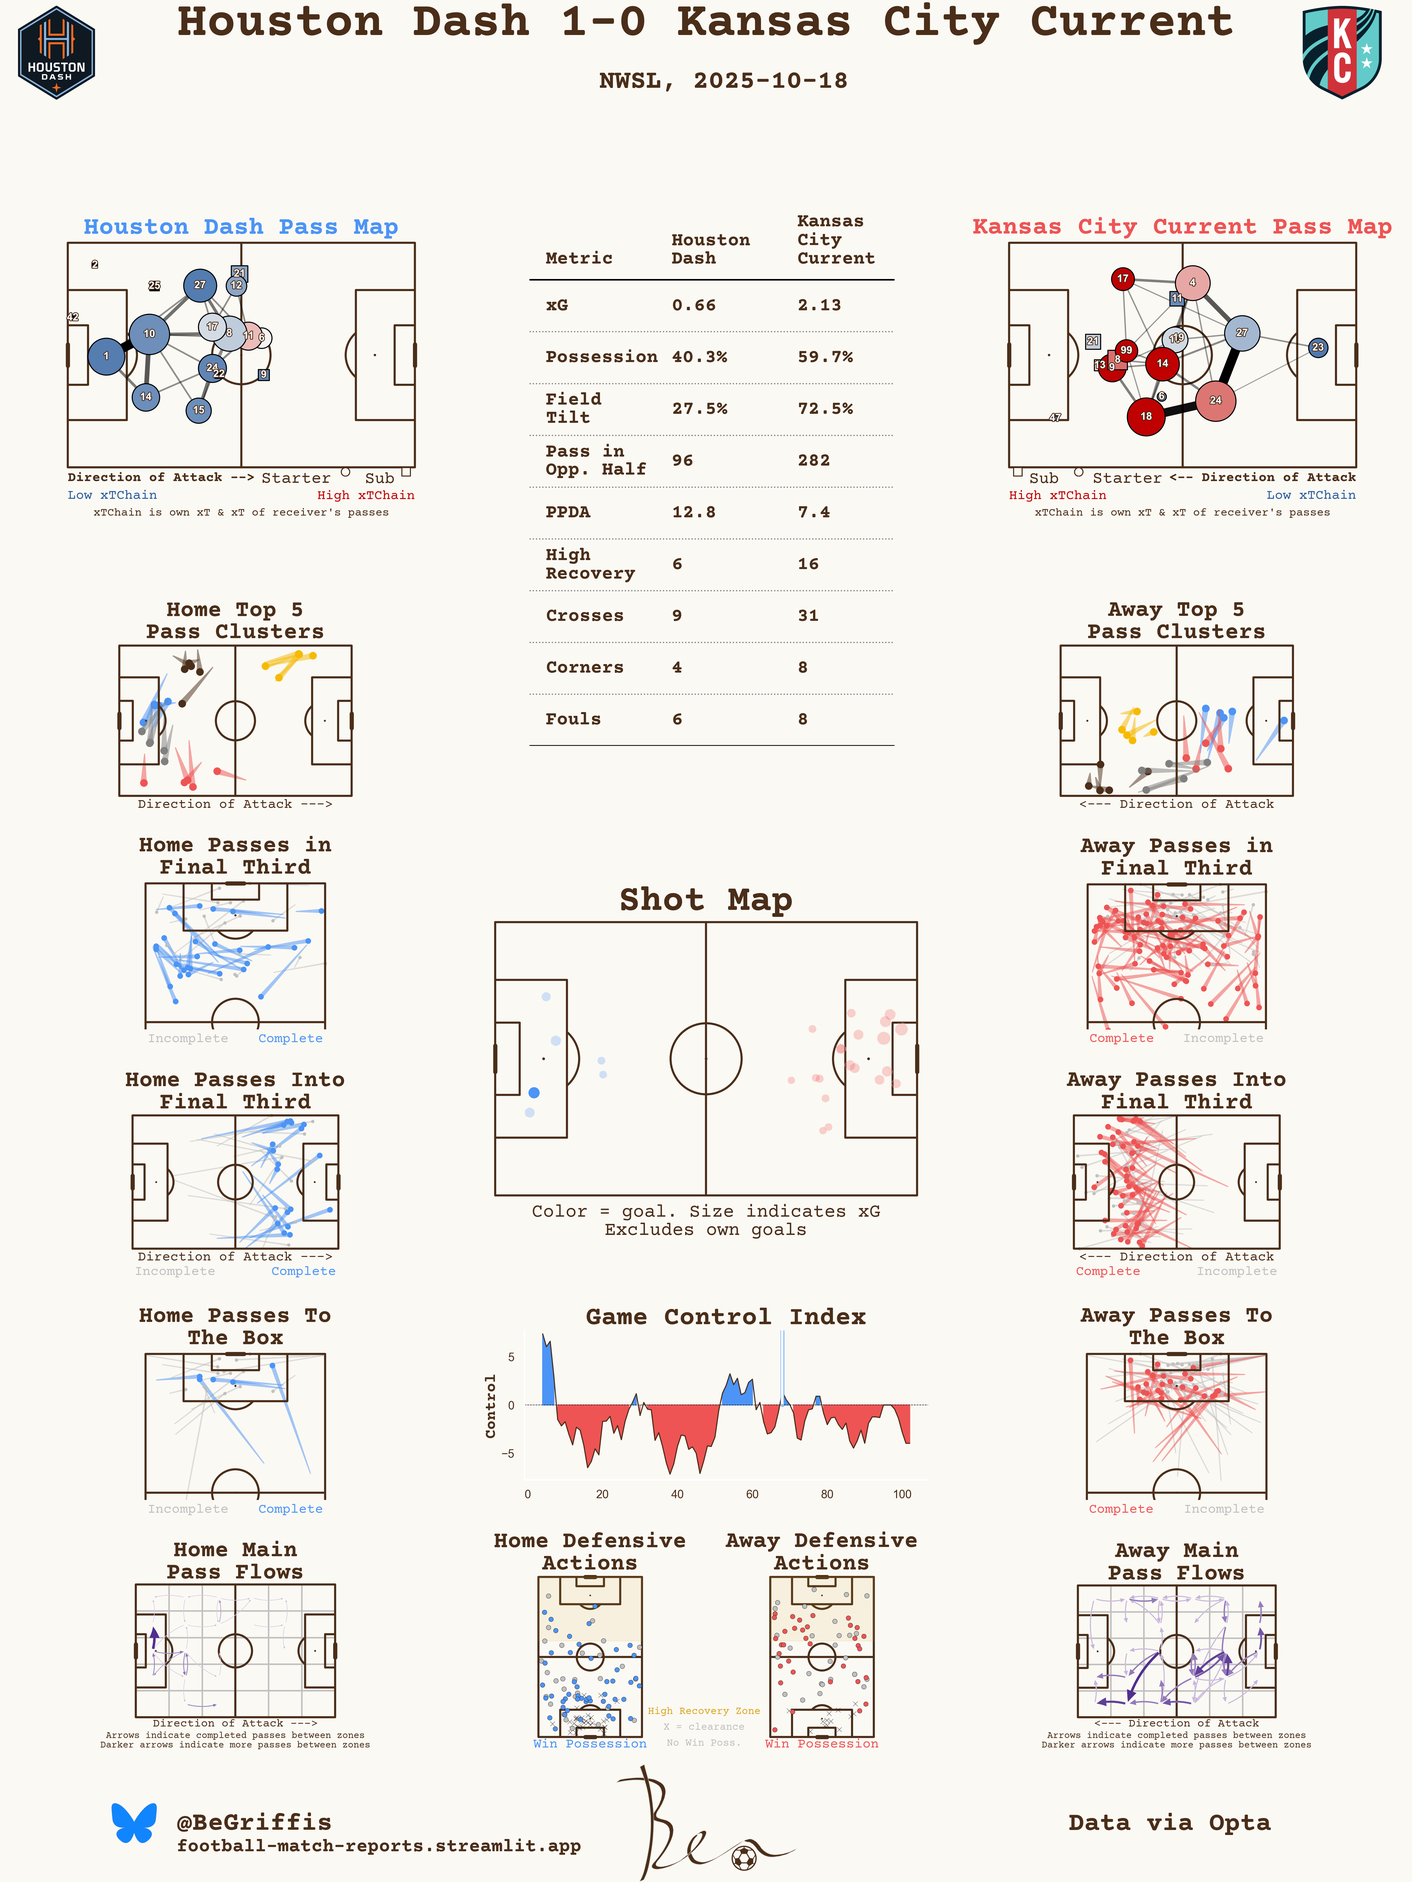 Houston Dash 1-0 Kansas City Current
NWSL, 2025-10-18
HOUSTON
DASH
KC
Houston Dash Pass Map
2
25
42
27
21
12
10
17
8
11
6
1
24
22
9
14
15
Direction of Attack --> Starter Sub
Low xTChain High xTChain
xTChain is own xT & xT of receiver's passes
Metric Houston Dash Kansas City Current
xG 0.66 2.13
Possession 40.3% 59.7%
Field Tilt 27.5% 72.5%
Pass in Opp. Half 96 282
PPDA 12.8 7.4
High Recovery 6 16
Crosses 9 31
Corners 4 8
Fouls 6 8
Kansas City Current Pass Map
17
4
11
27
21
19
23
99
8
9
14
6
24
18
47
Sub Starter <-- Direction of Attack
High xTChain Low xTChain
xTChain is own xT & xT of receiver's passes
Home Top 5
Pass Clusters
Direction of Attack --->
Away Top 5
Pass Clusters
<--- Direction of Attack
Home Passes in
Final Third
Incomplete Complete
Shot Map
Color = goal. Size indicates xG
Excludes own goals
Away Passes in
Final Third
Complete Incomplete
Home Passes Into
Final Third
Direction of Attack --->
Incomplete Complete
Away Passes Into
Final Third
<--- Direction of Attack
Complete Incomplete
Home Passes To
The Box
Incomplete Complete
Game Control Index
Control
5
0
−5
0 20 40 60 80 100
Away Passes To
The Box
Complete Incomplete
Home Main
Pass Flows
Direction of Attack --->
Arrows indicate completed passes between zones
Darker arrows indicate more passes between zones
Home Defensive
Actions
Win Possession
High Recovery Zone
X = clearance
No Win Poss.
Away Defensive
Actions
Win Possession
Away Main
Pass Flows
<--- Direction of Attack
Arrows indicate completed passes between zones
Darker arrows indicate more passes between zones
@BeGriffis
football-match-reports.streamlit.app
Ben
Data via Opta